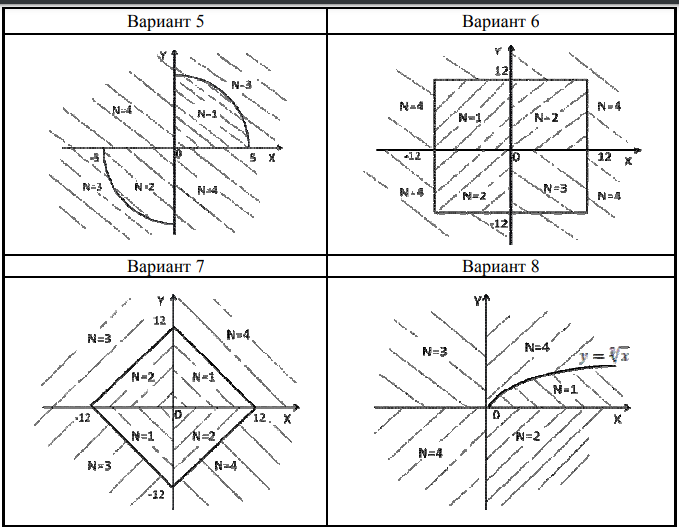 Вариант 5
Вариант 6
Y
N=3
N=4
N=1
-5
0
5
X
N=3
N=2
N=4
Y
12
N=4
N=4
N=1
N=2
-12
0
12
X
N=4
N=2
N=3
N=4
-12
Вариант 7
Вариант 8
Y
12
N=3
N=4
N=2
N=1
-12
0
12
X
N=1
N=2
N=3
N=4
-12
Y
N=3
N=4
y = ∛x
N=1
0
X
N=2
N=4